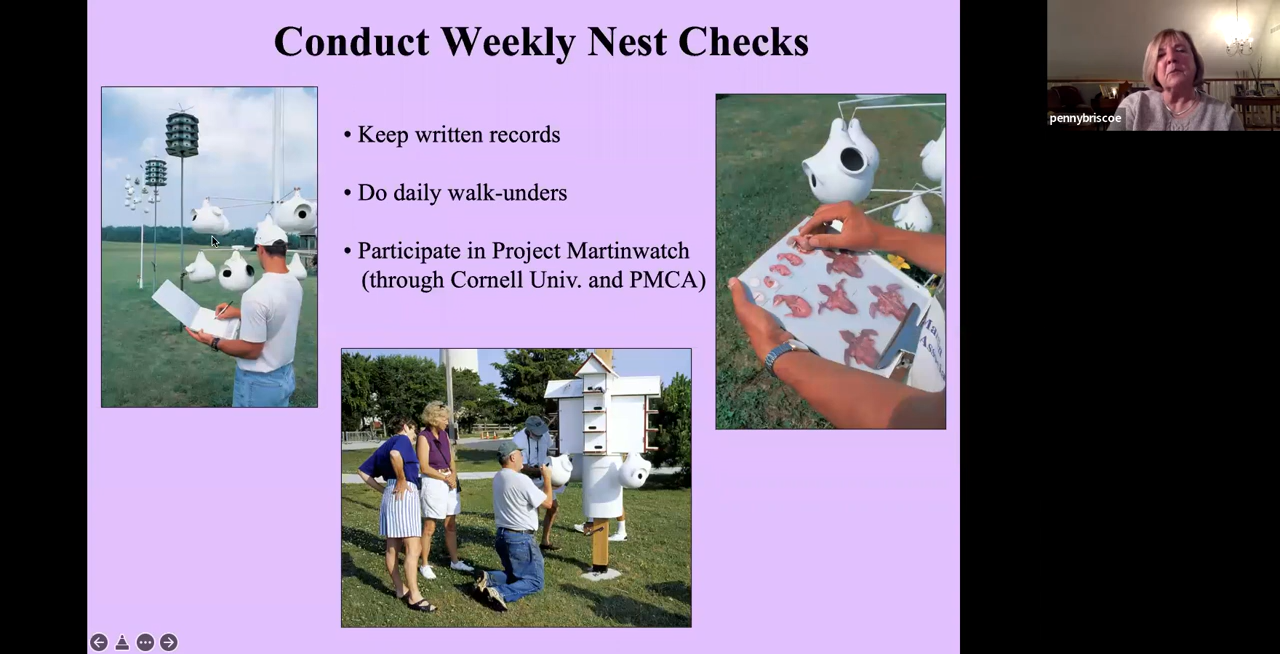 Conduct Weekly Nest Checks
• Keep written records
• Do daily walk-unders
• Participate in Project Martinwatch
(through Cornell Univ. and PMCA)
pennybriscoe